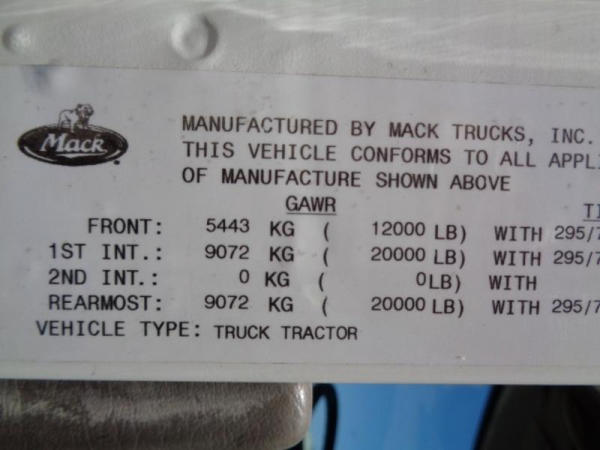 Mack
MANUFACTURED BY MACK TRUCKS, INC.
THIS VEHICLE CONFORMS TO ALL APPLI
OF MANUFACTURE SHOWN ABOVE
GAWR TI
FRONT: 5443 KG ( 12000 LB) WITH 295/7
1ST INT.: 9072 KG ( 20000 LB) WITH 295/7
2ND INT.: 0 KG ( 0LB) WITH
REARMOST: 9072 KG ( 20000 LB) WITH 295/7
VEHICLE TYPE: TRUCK TRACTOR